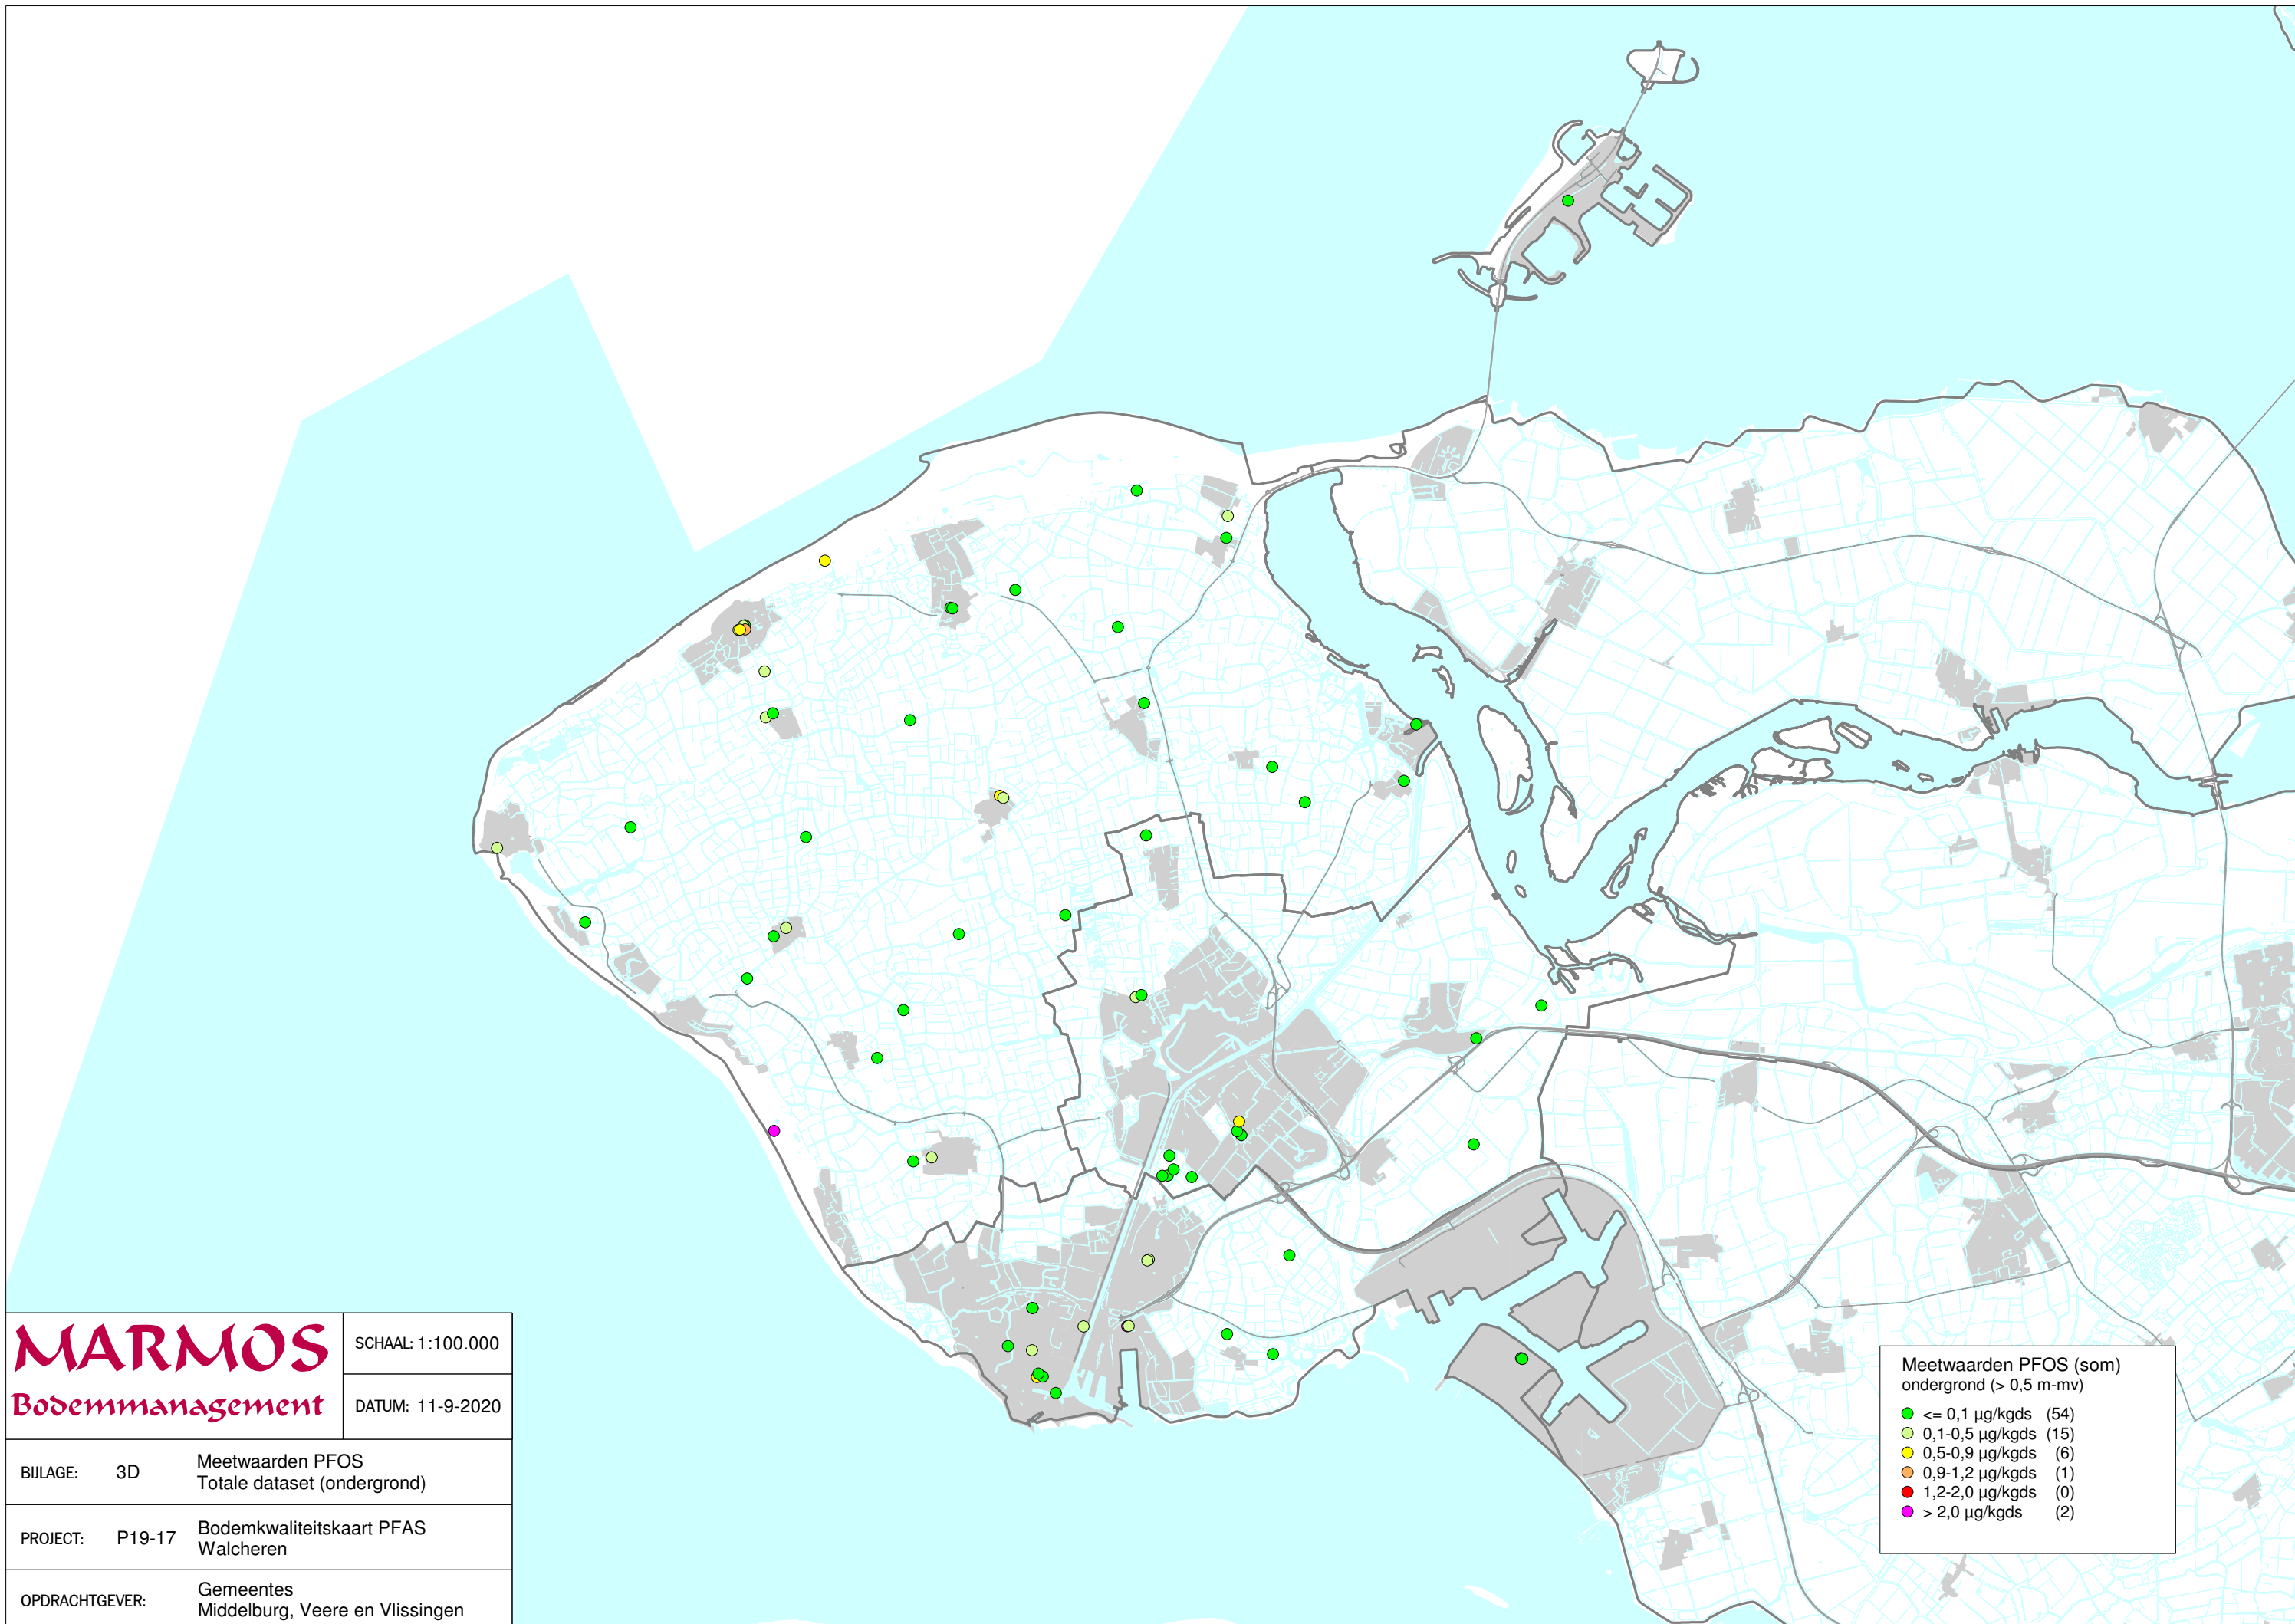 MARMOS
Bodemmanagement
SCHAAL: 1:100.000
DATUM: 11-9-2020
BIJLAGE: 3D
Meetwaarden PFOS
Totale dataset (ondergrond)
PROJECT: P19-17
Bodemkwaliteitskaart PFAS
Walcheren
OPDRACHTGEVER:
Gemeentes
Middelburg, Veere en Vlissingen
Meetwaarden PFOS (som)
ondergrond (> 0,5 m-mv)
<= 0,1 µg/kgds (54)
0,1-0,5 µg/kgds (15)
0,5-0,9 µg/kgds (6)
0,9-1,2 µg/kgds (1)
1,2-2,0 µg/kgds (0)
> 2,0 µg/kgds (2)